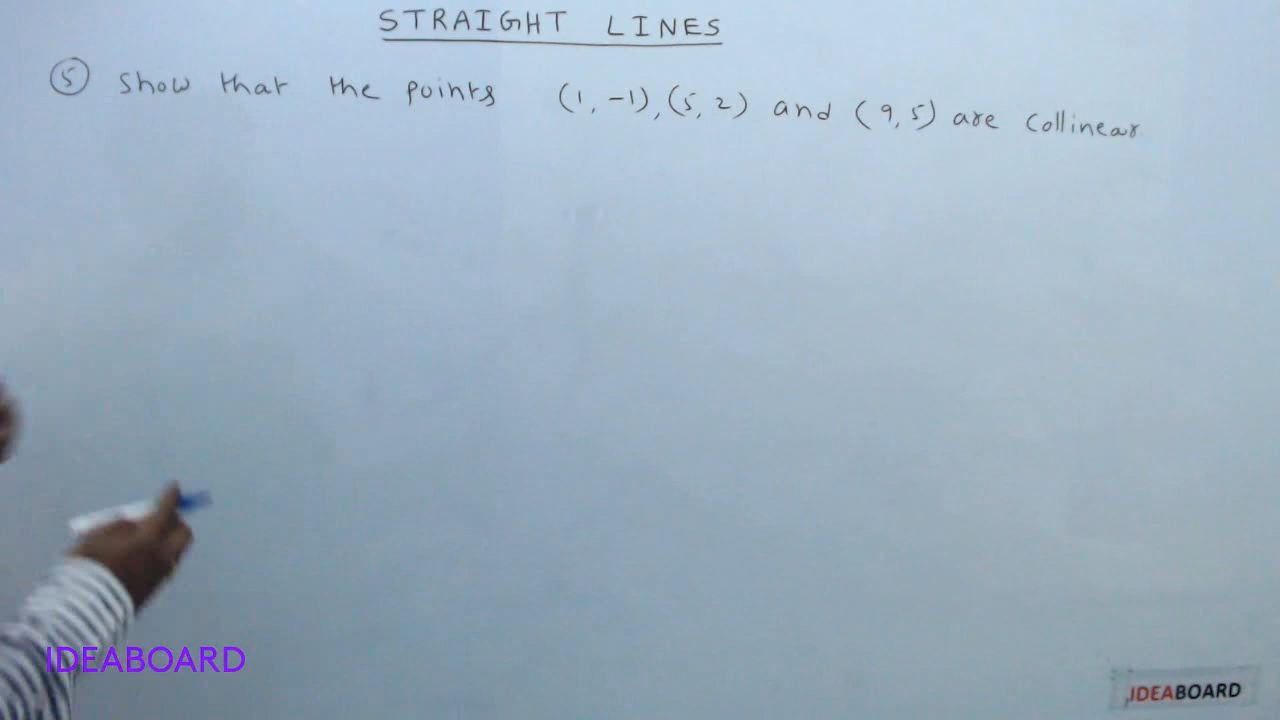 STRAIGHT LINES
⑤ Show that the points (1, -1), (5, 2) and (9, 5) are collinear
IDEABOARD
IDEABOARD